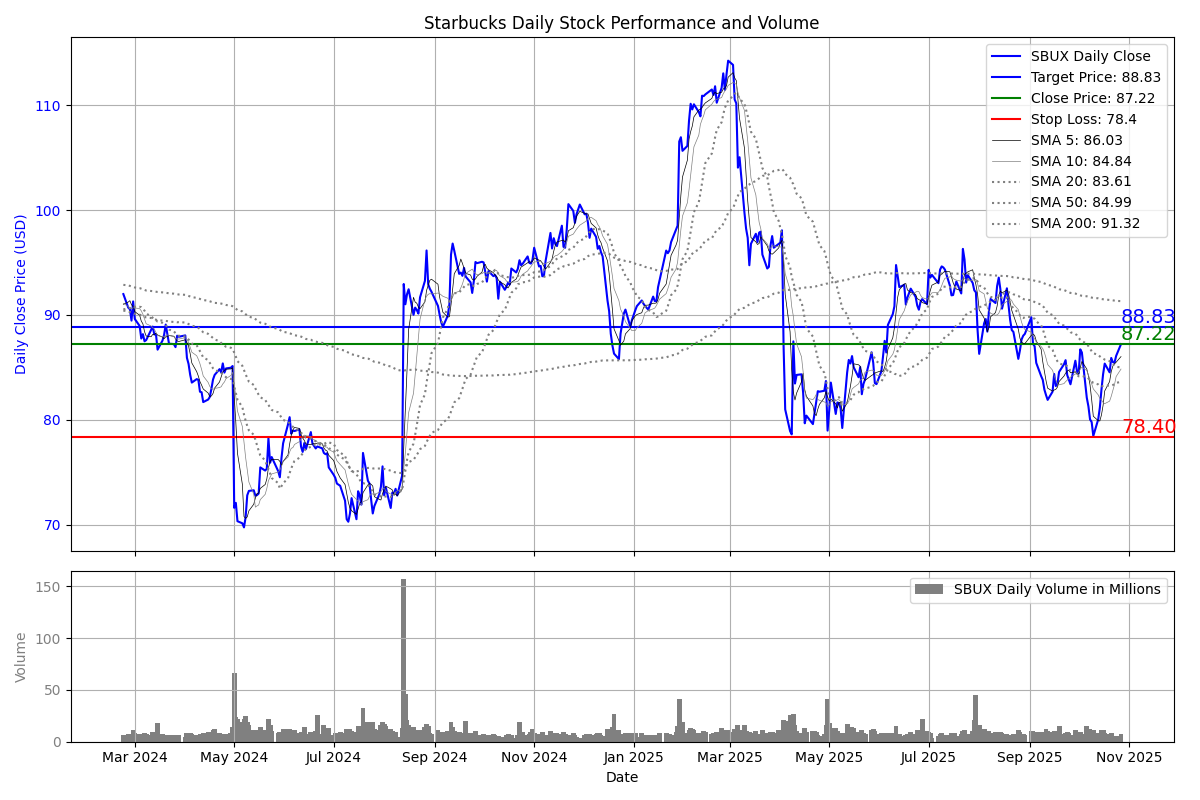 Starbucks Daily Stock Performance and Volume
Daily Close Price (USD)
110
100
90
80
70
SBUX Daily Close
Target Price: 88.83
Close Price: 87.22
Stop Loss: 78.4
SMA 5: 86.03
SMA 10: 84.84
SMA 20: 83.61
SMA 50: 84.99
SMA 200: 91.32
88.83
87.22
78.40
Volume
150
100
50
0
SBUX Daily Volume in Millions
Mar 2024 May 2024 Jul 2024 Sep 2024 Nov 2024 Jan 2025 Mar 2025 May 2025 Jul 2025 Sep 2025 Nov 2025
Date